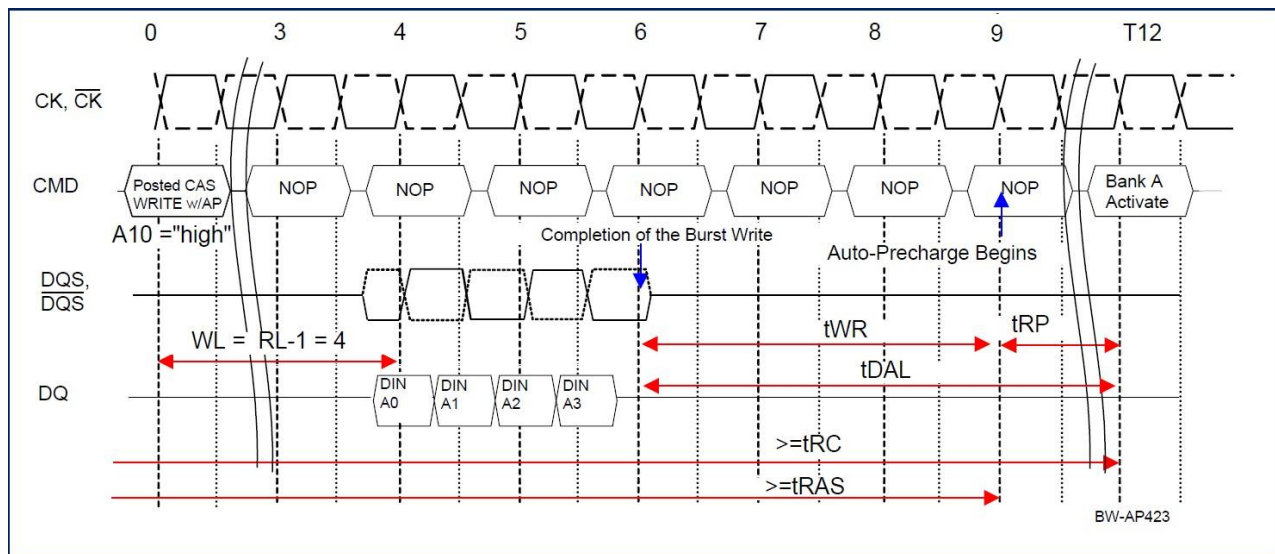 0 3 4 5 6 7 8 9 T12
CK, CK
CMD
Posted CAS
WRITE w/AP
NOP NOP NOP NOP NOP NOP NOP
Bank A
Activate
A10 ="high"
Completion of the Burst Write
Auto-Precharge Begins
DQS,
DQS
WL = RL-1 = 4
tWR
tRP
tDAL
DQ
DIN
A0
DIN
A1
DIN
A2
DIN
A3
>=tRC
>=tRAS
BW-AP423